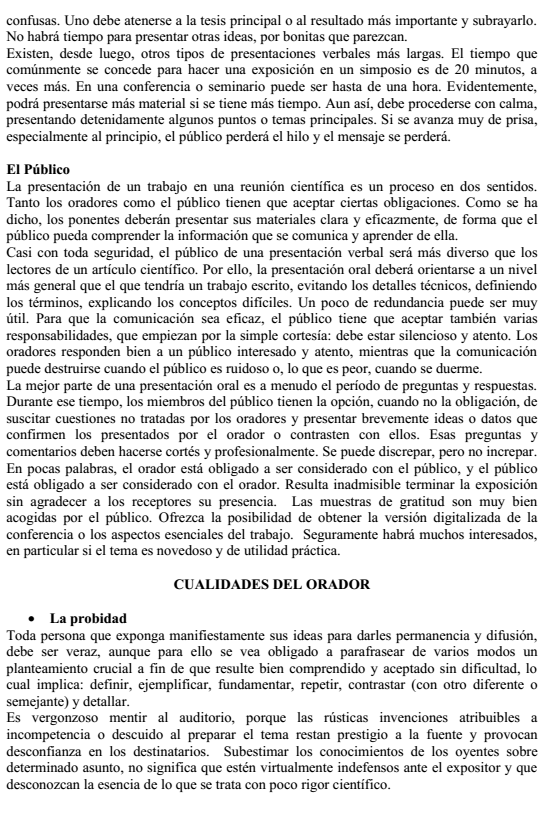 confusas. Uno debe atenerse a la tesis principal o al resultado más importante y subrayarlo.
No habrá tiempo para presentar otras ideas, por bonitas que parezcan.
Existen, desde luego, otros tipos de presentaciones verbales más largas. El tiempo que
comúnmente se concede para hacer una exposición en un simposio es de 20 minutos, a
veces más. En una conferencia o seminario puede ser hasta de una hora. Evidentemente,
podrá presentarse más material si se tiene más tiempo. Aun así, debe procederse con calma,
presentando detenidamente algunos puntos o temas principales. Si se avanza muy de prisa,
especialmente al principio, el público perderá el hilo y el mensaje se perderá.
El Público
La presentación de un trabajo en una reunión científica es un proceso en dos sentidos.
Tanto los oradores como el público tienen que aceptar ciertas obligaciones. Como se ha
dicho, los ponentes deberán presentar sus materiales clara y eficazmente, de forma que el
público pueda comprender la información que se comunica y aprender de ella.
Casi con toda seguridad, el público de una presentación verbal será más diverso que los
lectores de un artículo científico. Por ello, la presentación oral deberá orientarse a un nivel
más general que el que tendría un trabajo escrito, evitando los detalles técnicos, definiendo
los términos, explicando los conceptos difíciles. Un poco de redundancia puede ser muy
útil. Para que la comunicación sea eficaz, el público tiene que aceptar también varias
responsabilidades, que empiezan por la simple cortesía: debe estar silencioso y atento. Los
oradores responden bien a un público interesado y atento, mientras que la comunicación
puede destruirse cuando el público es ruidoso o, lo que es peor, cuando se duerme.
La mejor parte de una presentación oral es a menudo el período de preguntas y respuestas.
Durante ese tiempo, los miembros del público tienen la opción, cuando no la obligación, de
suscitar cuestiones no tratadas por los oradores y presentar brevemente ideas o datos que
confirmen los presentados por el orador o contrasten con ellos. Esas preguntas y
comentarios deben hacerse cortés y profesionalmente. Se puede discrepar, pero no increpar.
En pocas palabras, el orador está obligado a ser considerado con el público, y el público
está obligado a ser considerado con el orador. Resulta inadmisible terminar la exposición
sin agradecer a los receptores su presencia. Las muestras de gratitud son muy bien
acogidas por el público. Ofrezca la posibilidad de obtener la versión digitalizada de la
conferencia o los aspectos esenciales del trabajo. Seguramente habrá muchos interesados,
en particular si el tema es novedoso y de utilidad práctica.
CUALIDADES DEL ORADOR
• La probidad
Toda persona que exponga manifiestamente sus ideas para darles permanencia y difusión,
debe ser veraz, aunque para ello se vea obligado a parafrasear de varios modos un
planteamiento crucial a fin de que resulte bien comprendido y aceptado sin dificultad, lo
cual implica: definir, ejemplificar, fundamentar, repetir, contrastar (con otro diferente o
semejante) y detallar.
Es vergonzoso mentir al auditorio, porque las rústicas invenciones atribuibles a
incompetencia o descuido al preparar el tema restan prestigio a la fuente y provocan
desconfianza en los destinatarios. Subestimar los conocimientos de los oyentes sobre
determinado asunto, no significa que estén virtualmente indefensos ante el expositor y que
desconozcan la esencia de lo que se trata con poco rigor científico.